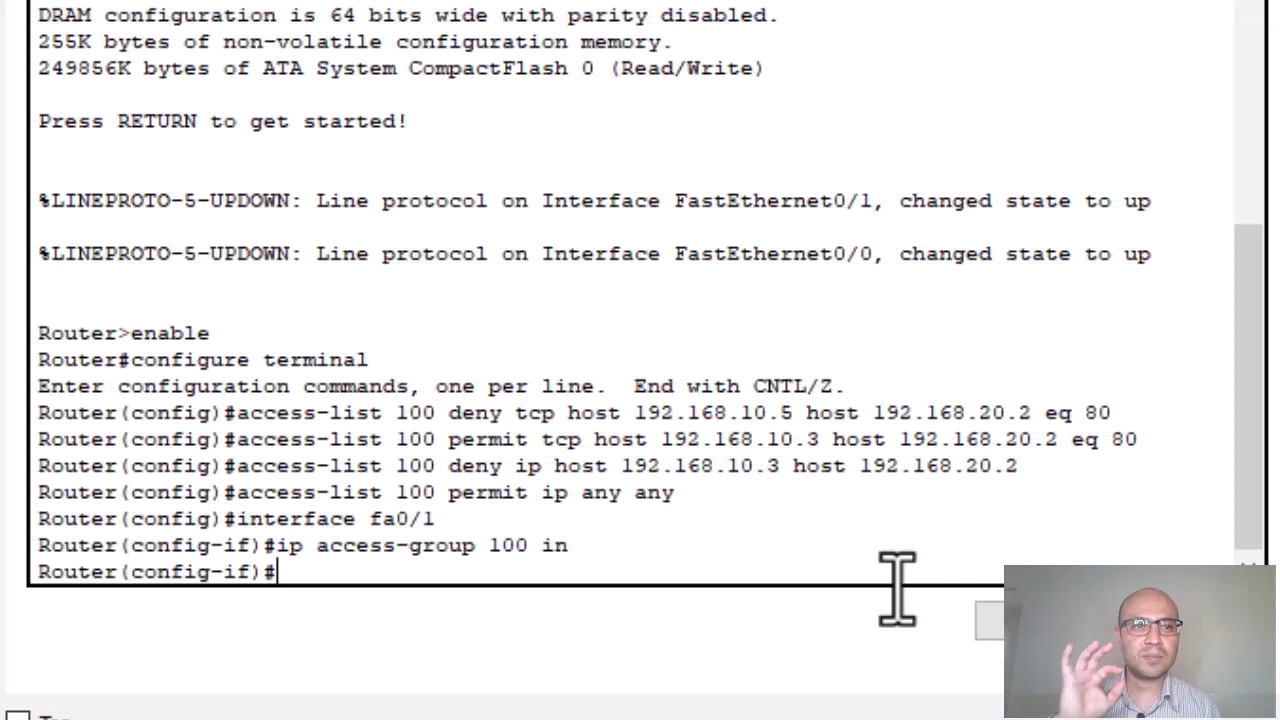 DRAM configuration is 64 bits wide with parity disabled.
255K bytes of non-volatile configuration memory.
249856K bytes of ATA System CompactFlash 0 (Read/Write)
Press RETURN to get started!
%LINEPROTO-5-UPDOWN: Line protocol on Interface FastEthernet0/1, changed state to up
%LINEPROTO-5-UPDOWN: Line protocol on Interface FastEthernet0/0, changed state to up
Router>enable
Router#configure terminal
Enter configuration commands, one per line.  End with CNTL/Z.
Router(config)#access-list 100 deny tcp host 192.168.10.5 host 192.168.20.2 eq 80
Router(config)#access-list 100 permit tcp host 192.168.10.3 host 192.168.20.2 eq 80
Router(config)#access-list 100 deny ip host 192.168.10.3 host 192.168.20.2
Router(config)#access-list 100 permit ip any any
Router(config)#interface fa0/1
Router(config-if)#ip access-group 100 in
Router(config-if)#